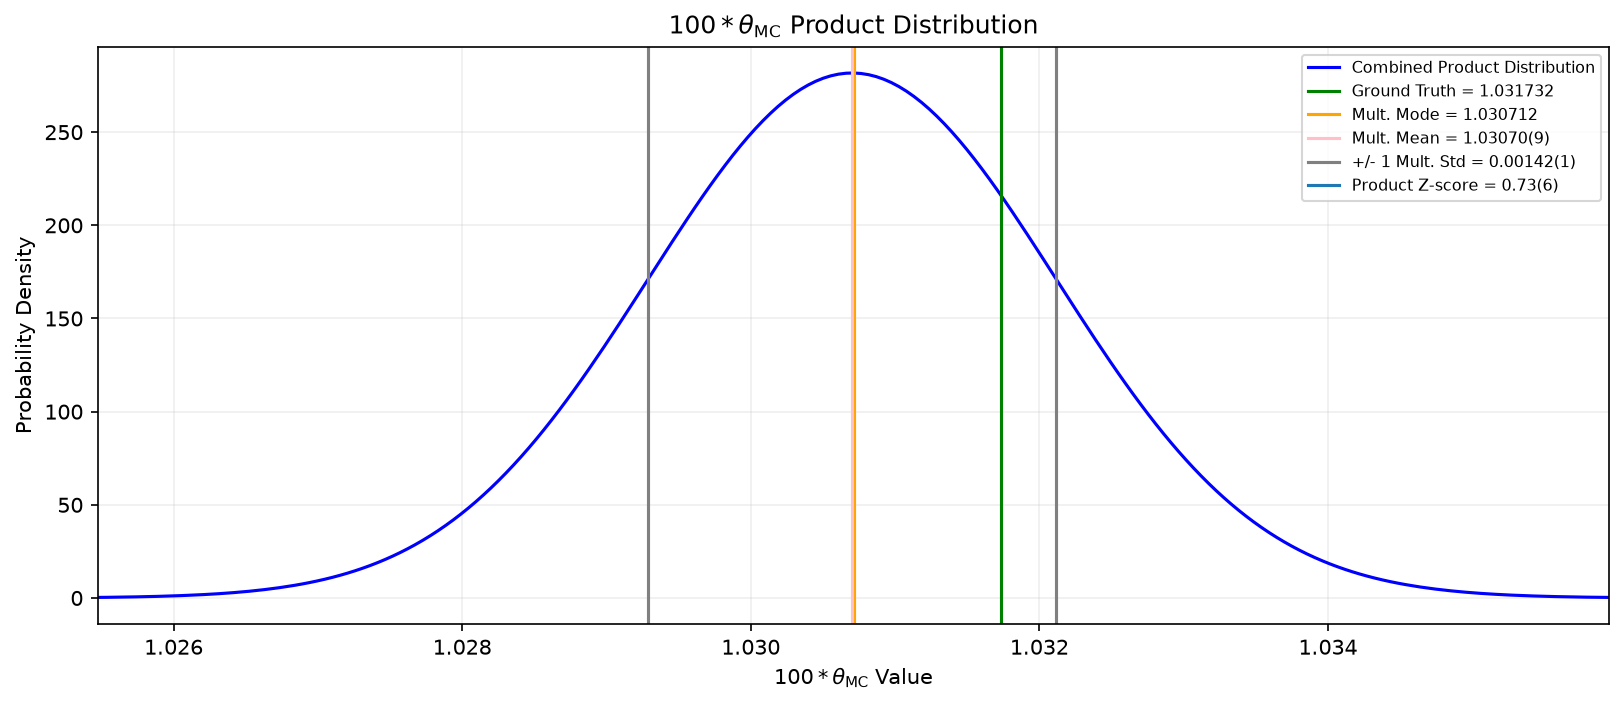 100 * θMC Product Distribution
Combined Product Distribution
Ground Truth = 1.031732
Mult. Mode = 1.030712
Mult. Mean = 1.03070(9)
+/- 1 Mult. Std = 0.00142(1)
Product Z-score = 0.73(6)
Probability Density
250
200
150
100
50
0
1.026 1.028 1.030 1.032 1.034
100 * θMC Value